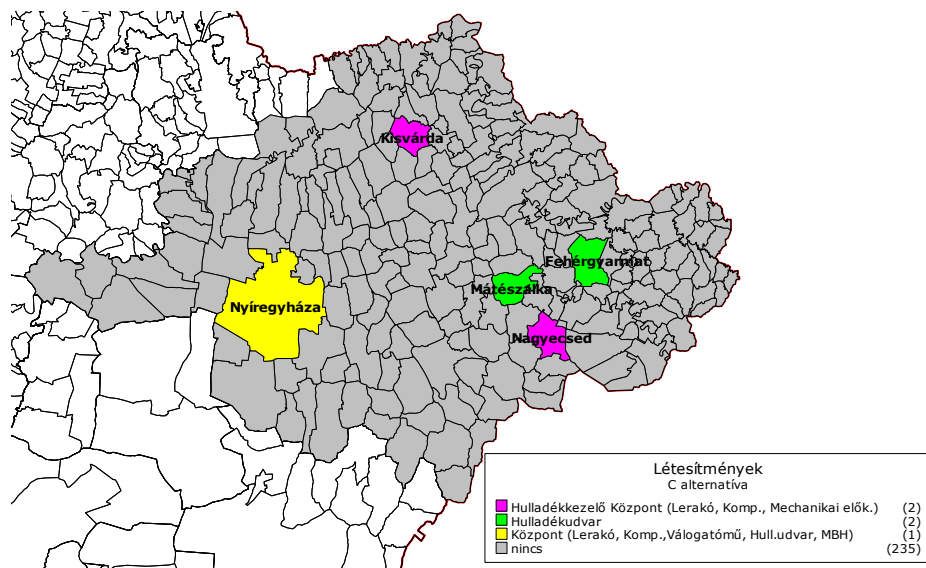 Kisvárda
Fehérgyarmat
Mátészalka
Nyíregyháza
Nagyecsed
Létesítmények
C alternatíva
Hulladékkezelő Központ (Lerakó, Komp., Mechanikai elők.) (2)
Hulladékudvar (2)
Központ (Lerakó, Komp.,Válogatómű, Hull.udvar, MBH) (1)
nincs (235)